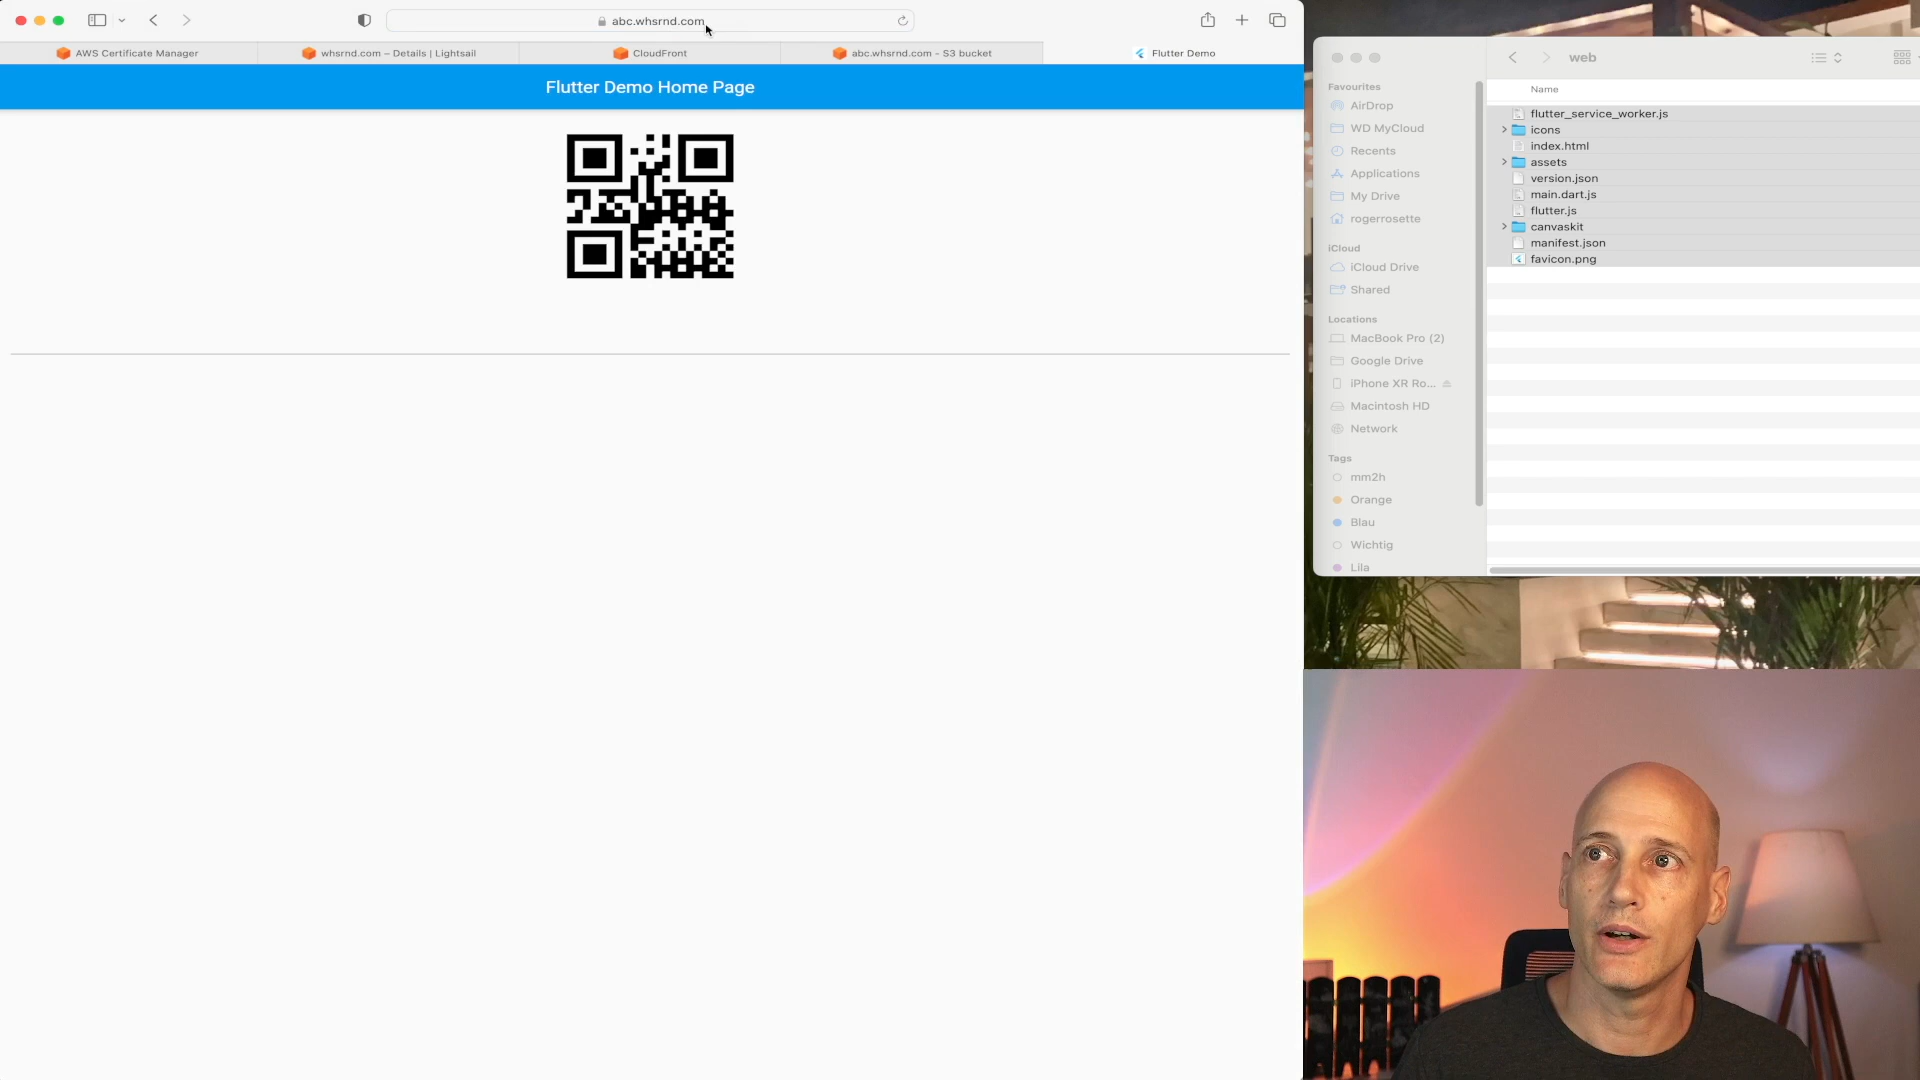 abc.whsrnd.com
AWS Certificate Manager
whsrnd.com – Details | Lightsail
CloudFront
abc.whsrnd.com - S3 bucket
Flutter Demo
Flutter Demo Home Page
web
Favourites
AirDrop
WD MyCloud
Recents
Applications
My Drive
rogerrosette
iCloud
iCloud Drive
Shared
Locations
MacBook Pro (2)
Google Drive
iPhone XR Ro...
Macintosh HD
Network
Tags
mm2h
Orange
Blau
Wichtig
Lila
Name
flutter_service_worker.js
icons
index.html
assets
version.json
main.dart.js
flutter.js
canvaskit
manifest.json
favicon.png